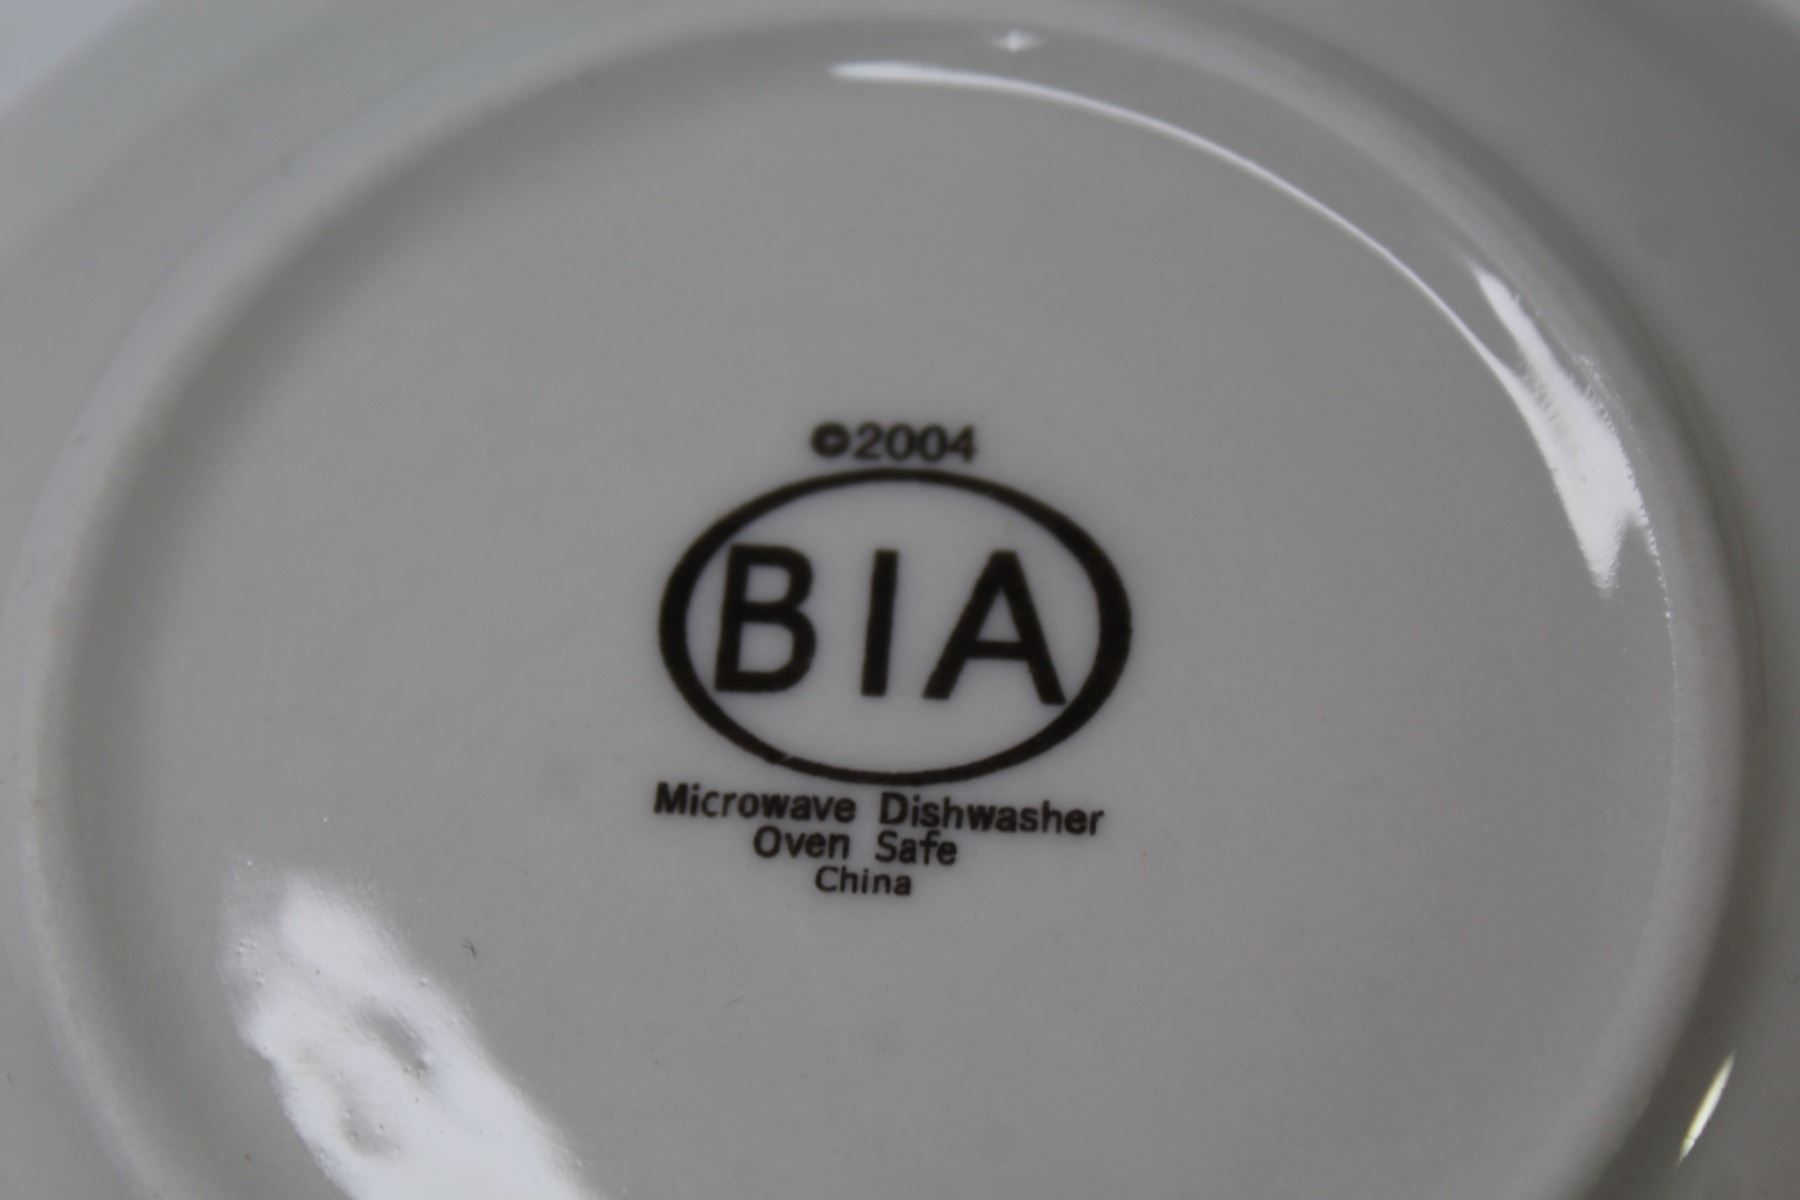 ©2004
BIA
Microwave Dishwasher
Oven Safe
China